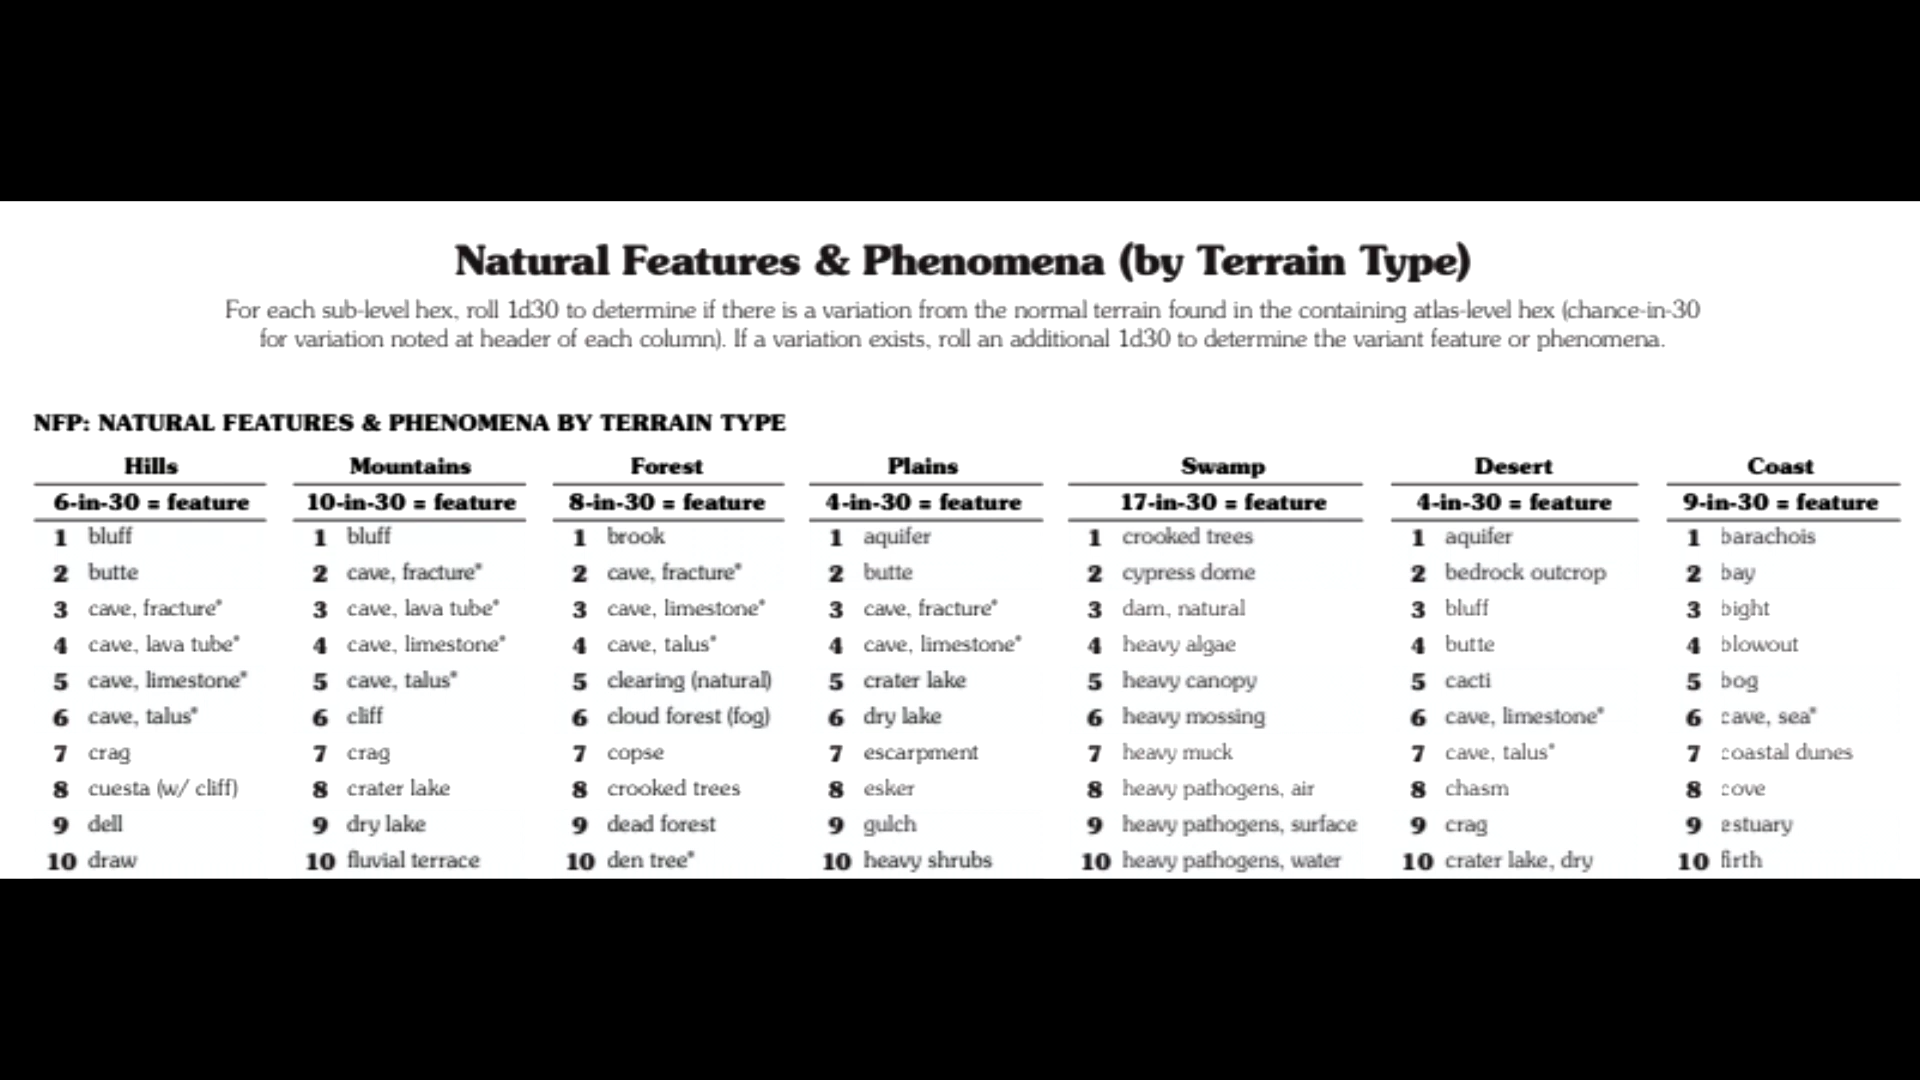 Natural Features & Phenomena (by Terrain Type)
For each sub-level hex, roll 1d30 to determine if there is a variation from the normal terrain found in the containing atlas-level hex (chance-in-30
for variation noted at header of each column). If a variation exists, roll an additional 1d30 to determine the variant feature or phenomena.
NFP: NATURAL FEATURES & PHENOMENA BY TERRAIN TYPE
Hills Mountains Forest Plains Swamp Desert Coast
6-in-30 = feature 10-in-30 = feature 8-in-30 = feature 4-in-30 = feature 17-in-30 = feature 4-in-30 = feature 9-in-30 = feature
1 bluff 1 bluff 1 brook 1 aquifer 1 crooked trees 1 aquifer 1 barachois
2 butte 2 cave, fracture* 2 cave, fracture* 2 butte 2 cypress dome 2 bedrock outcrop 2 bay
3 cave, fracture* 3 cave, lava tube* 3 cave, limestone* 3 cave, fracture* 3 dam, natural 3 bluff 3 bight
4 cave, lava tube* 4 cave, limestone* 4 cave, talus* 4 cave, limestone* 4 heavy algae 4 butte 4 blowout
5 cave, limestone* 5 cave, talus* 5 clearing (natural) 5 crater lake 5 heavy canopy 5 cacti 5 bog
6 cave, talus* 6 cliff 6 cloud forest (fog) 6 dry lake 6 heavy mossing 6 cave, limestone* 6 cave, sea*
7 crag 7 crag 7 copse 7 escarpment 7 heavy muck 7 cave, talus* 7 coastal dunes
8 cuesta (w/ cliff) 8 crater lake 8 crooked trees 8 esker 8 heavy pathogens, air 8 chasm 8 cove
9 dell 9 dry lake 9 dead forest 9 gulch 9 heavy pathogens, surface 9 crag 9 estuary
10 draw 10 fluvial terrace 10 den tree* 10 heavy shrubs 10 heavy pathogens, water 10 crater lake, dry 10 firth